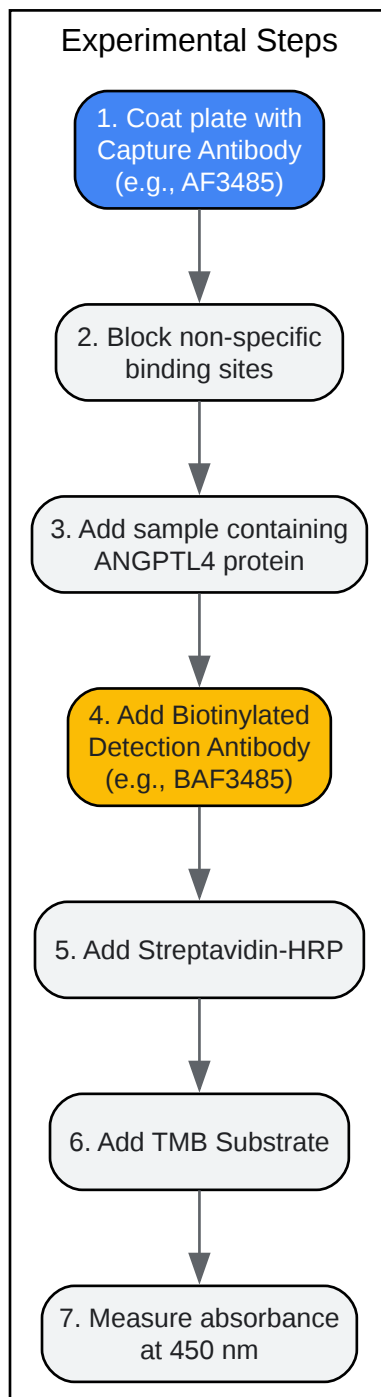 Experimental Steps
1. Coat plate with
Capture Antibody
(e.g., AF3485)
2. Block non-specific
binding sites
3. Add sample containing
ANGPTL4 protein
4. Add Biotinylated
Detection Antibody
(e.g., BAF3485)
5. Add Streptavidin-HRP
6. Add TMB Substrate
7. Measure absorbance
at 450 nm